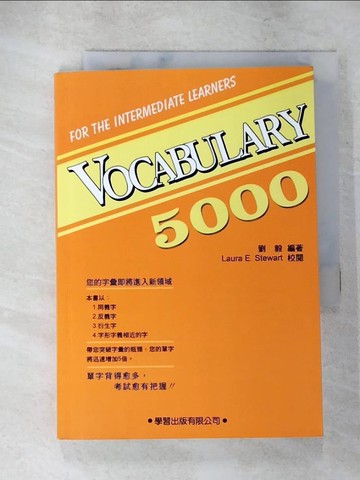 FOR THE INTERMEDIATE LEARNERS
VOCABULARY
5000
劉 毅 編著
Laura E. Stewart 校閱
您的字彙即將進入新領域
本書以：
1.同義字
2.反義字
3.衍生字
4.字形字義相近的字
帶您突破字彙的瓶頸，您的單字
將迅速增加5倍。
單字背得愈多，
考試愈有把握!!
•學習出版有限公司•